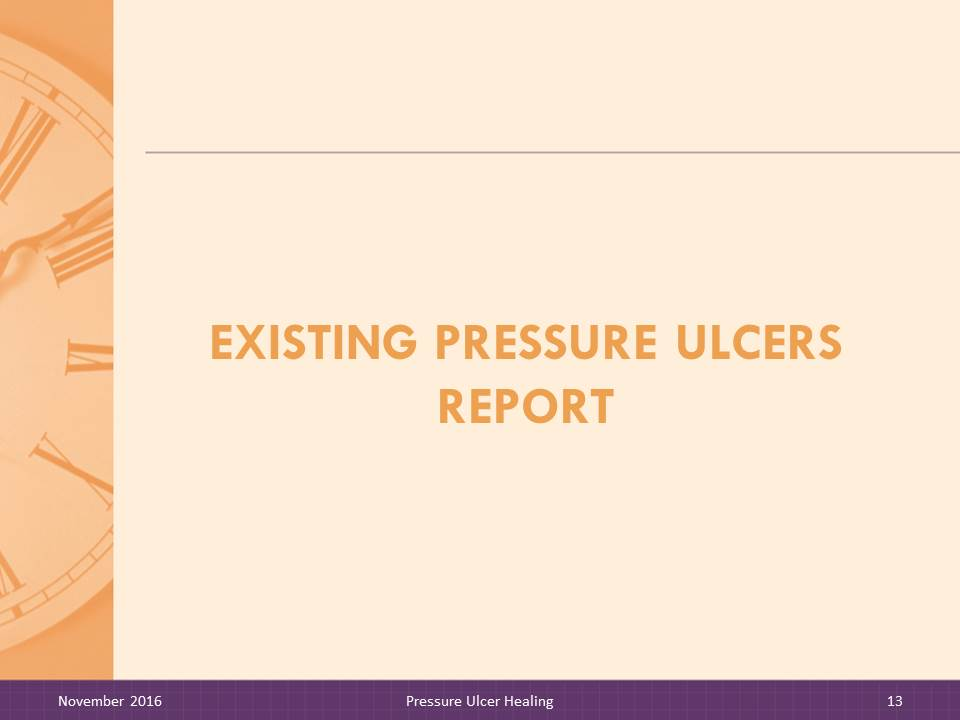 EXISTING PRESSURE ULCERS
REPORT
November 2016
Pressure Ulcer Healing
13